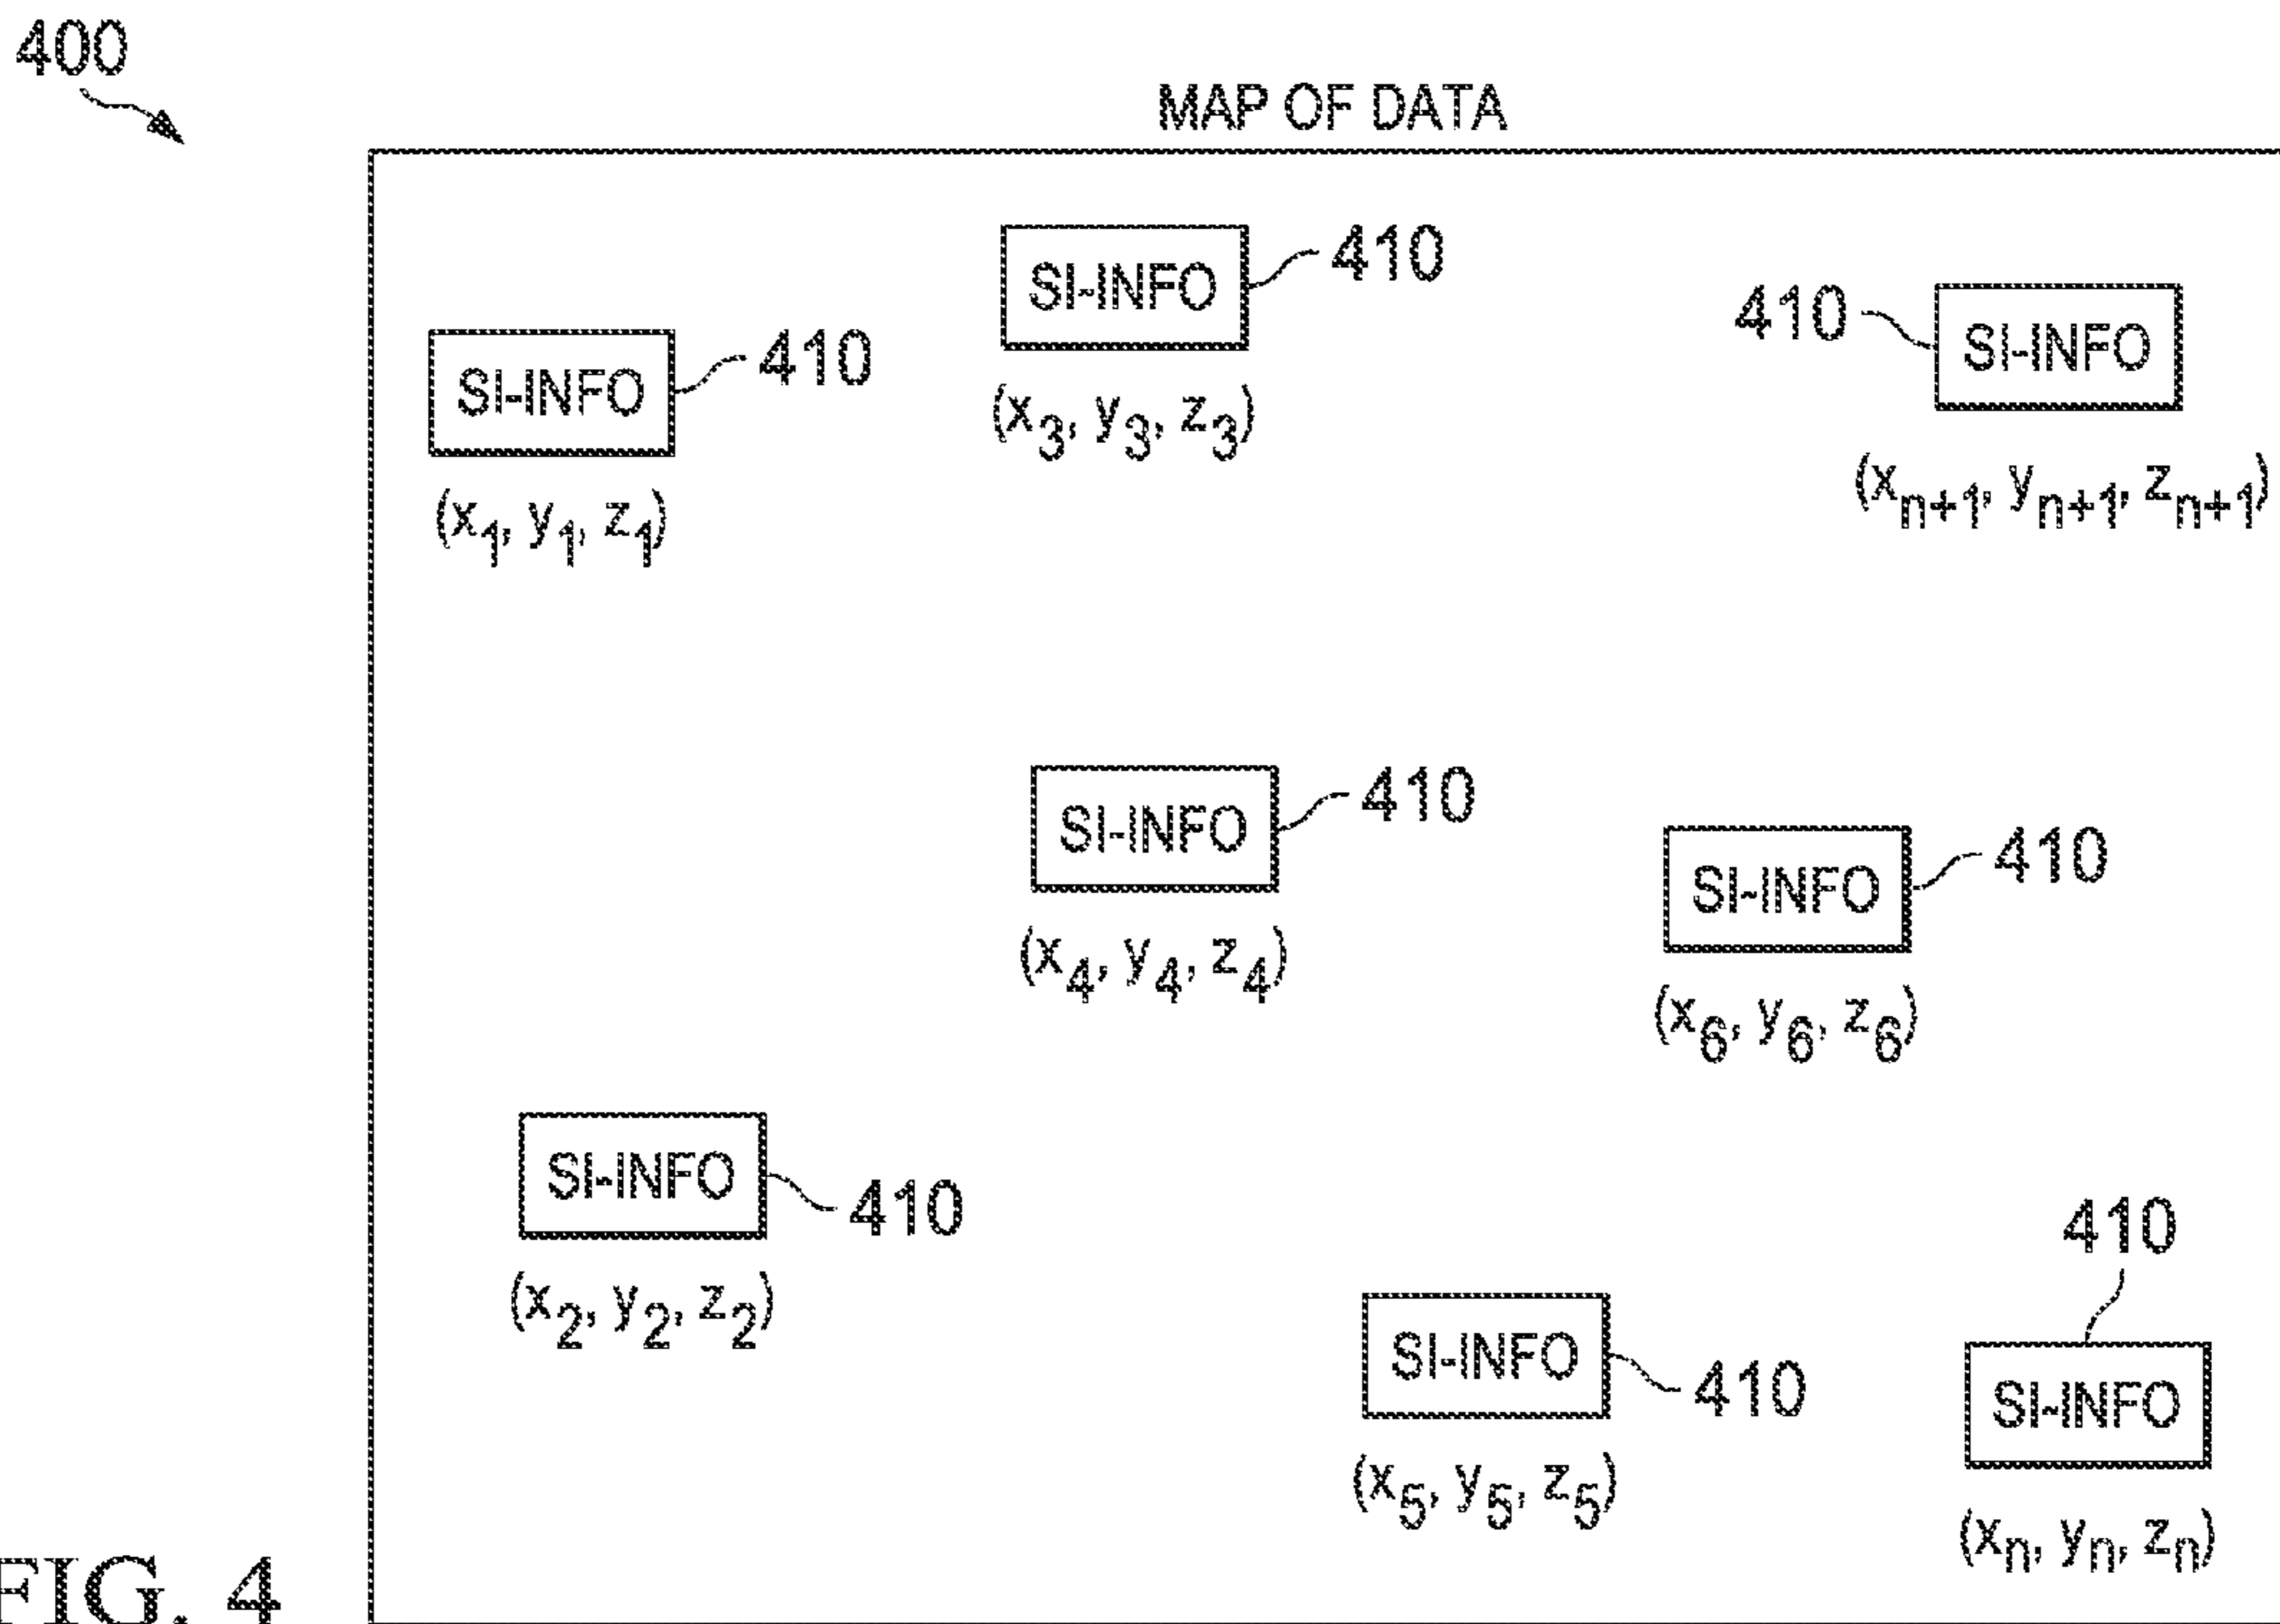 400
MAP OF DATA
SI-INFO 410
(x₃, y₃, z₃)
410 SI-INFO
(xₙ₊₁, yₙ₊₁, zₙ₊₁)
SI-INFO 410
(x₁, y₁, z₁)
SI-INFO 410
(x₄, y₄, z₄)
SI-INFO 410
(x₆, y₆, z₆)
SI-INFO 410
(x₂, y₂, z₂)
SI-INFO 410
(x₅, y₅, z₅)
410
SI-INFO
(xₙ, yₙ, zₙ)
FIG. 4